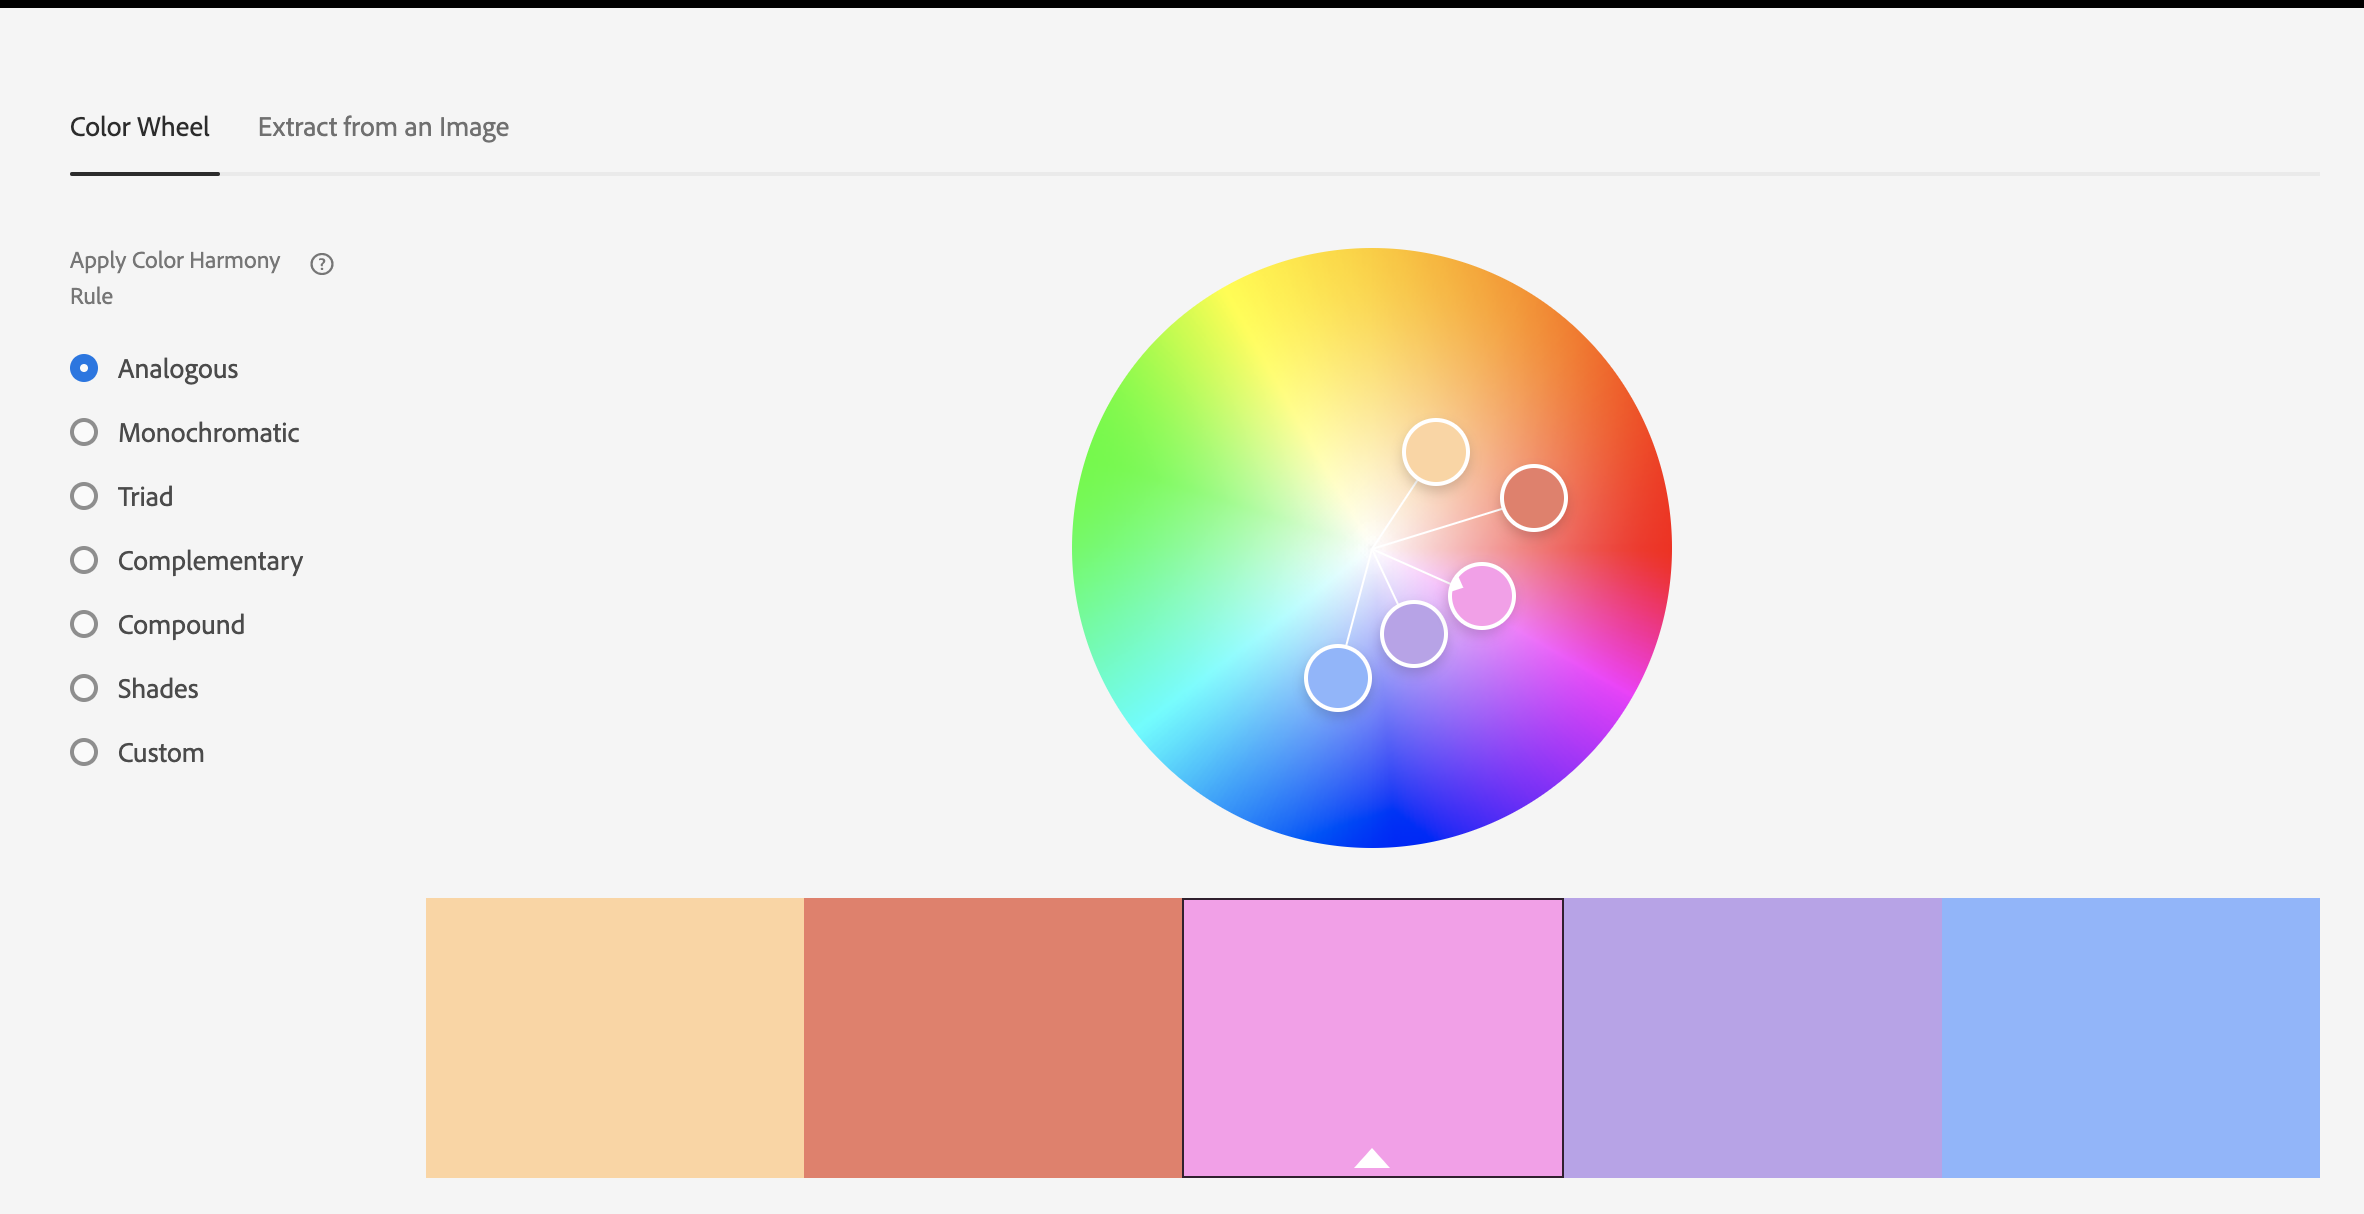 Color Wheel
Extract from an Image
Apply Color Harmony
Rule
?
Analogous
Monochromatic
Triad
Complementary
Compound
Shades
Custom